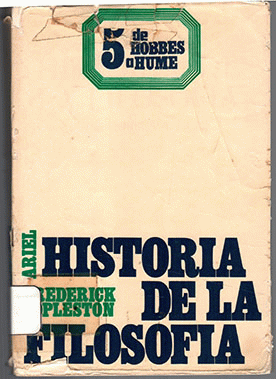 5 de
HOBBES
a HUME
ARIEL
HISTORIA
REDERICK
DE LA
PLESTON
FILOSOFIA